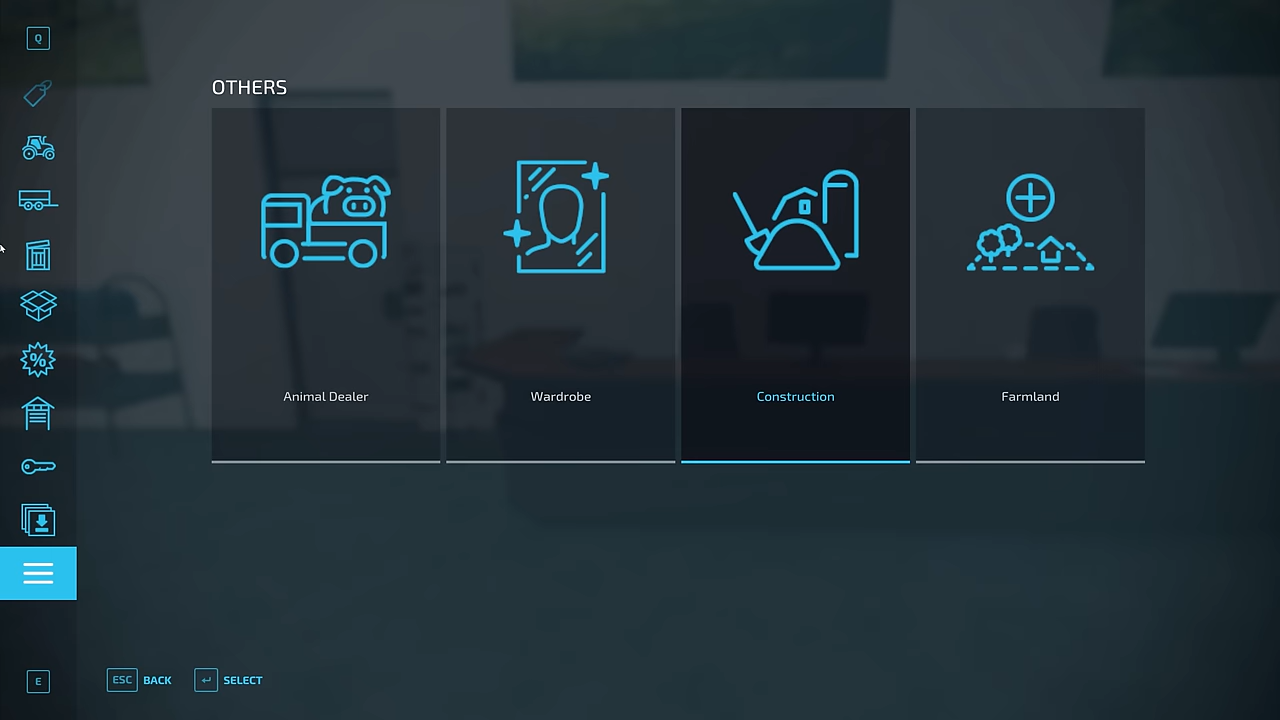 Q
OTHERS
%
Animal Dealer
Wardrobe
Construction
Farmland
E
ESC BACK
SELECT